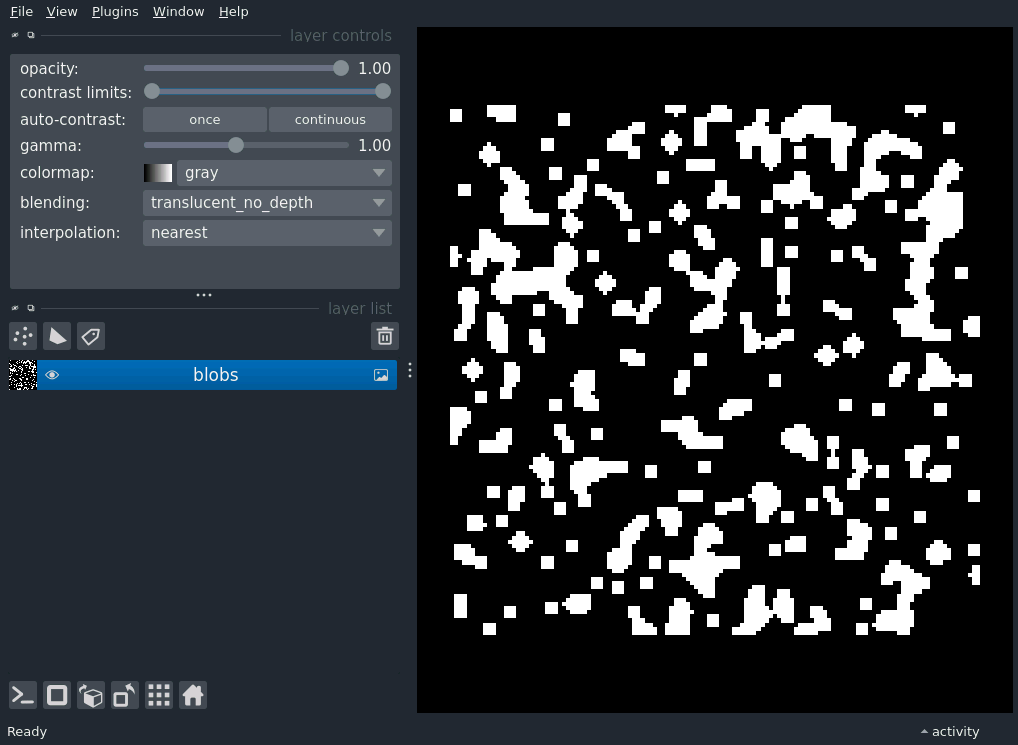 File View Plugins Window Help
layer controls
opacity: 1.00
contrast limits:
auto-contrast: once continuous
gamma: 1.00
colormap: gray
blending: translucent_no_depth
interpolation: nearest
layer list
blobs
Ready activity